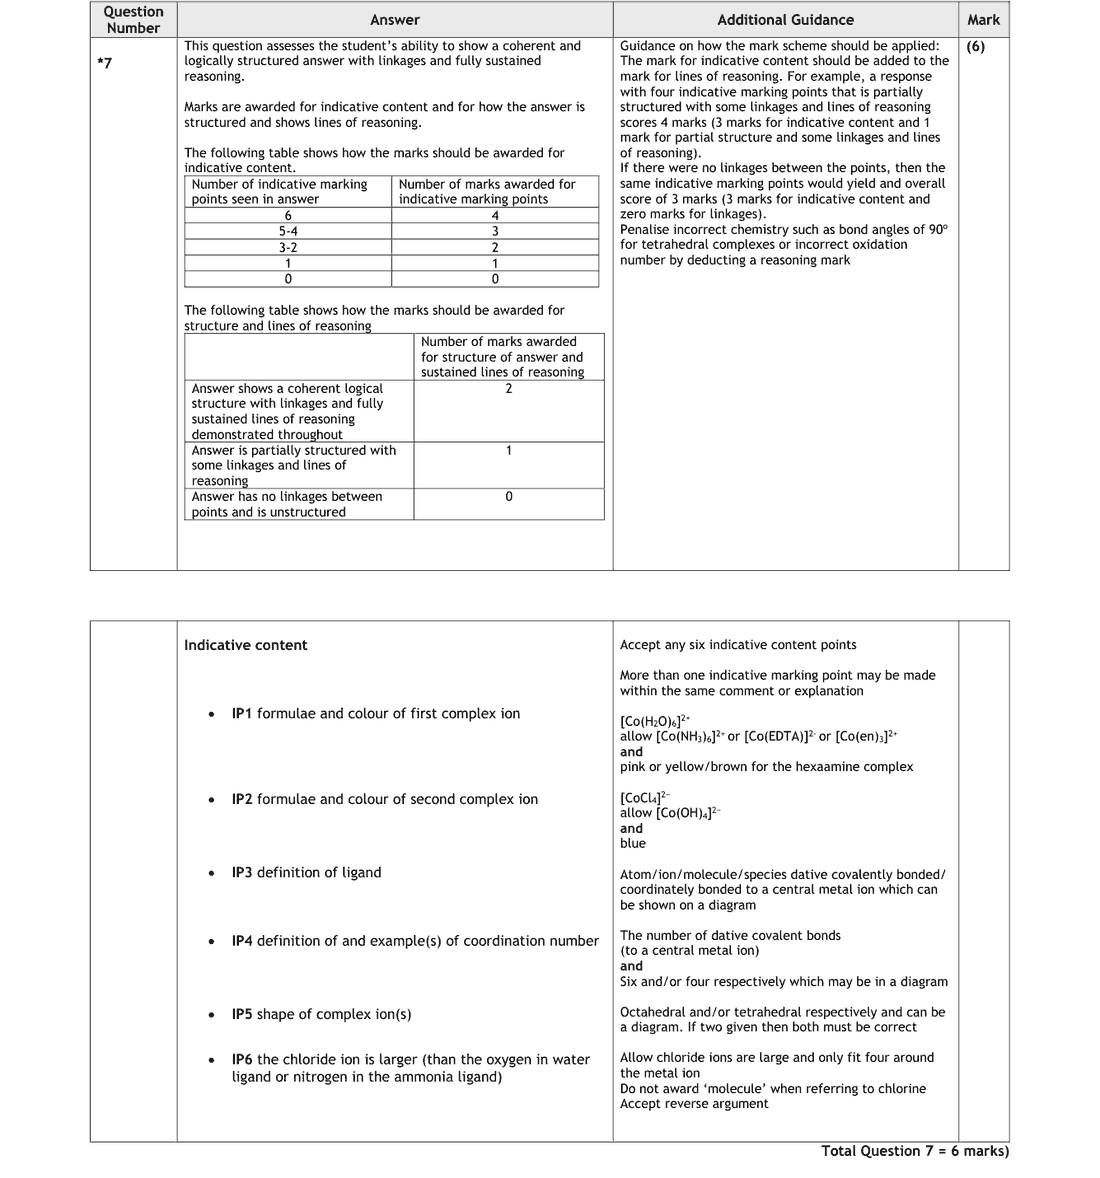 Question Number
Answer
Additional Guidance
Mark
*7
This question assesses the student's ability to show a coherent and
logically structured answer with linkages and fully sustained
reasoning.
Marks are awarded for indicative content and for how the answer is
structured and shows lines of reasoning.
The following table shows how the marks should be awarded for
indicative content.
Number of indicative marking
points seen in answer
Number of marks awarded for
indicative marking points
6 4
5-4 3
3-2 2
1 1
0 0
The following table shows how the marks should be awarded for
structure and lines of reasoning
Number of marks awarded
for structure of answer and
sustained lines of reasoning
Answer shows a coherent logical
structure with linkages and fully
sustained lines of reasoning
demonstrated throughout
2
Answer is partially structured with
some linkages and lines of
reasoning
1
Answer has no linkages between
points and is unstructured
0
Guidance on how the mark scheme should be applied:
The mark for indicative content should be added to the
mark for lines of reasoning. For example, a response
with four indicative marking points that is partially
structured with some linkages and lines of reasoning
scores 4 marks (3 marks for indicative content and 1
mark for partial structure and some linkages and lines
of reasoning).
If there were no linkages between the points, then the
same indicative marking points would yield and overall
score of 3 marks (3 marks for indicative content and
zero marks for linkages).
Penalise incorrect chemistry such as bond angles of 90º
for tetrahedral complexes or incorrect oxidation
number by deducting a reasoning mark
(6)
Indicative content
• IP1 formulae and colour of first complex ion
• IP2 formulae and colour of second complex ion
• IP3 definition of ligand
• IP4 definition of and example(s) of coordination number
• IP5 shape of complex ion(s)
• IP6 the chloride ion is larger (than the oxygen in water
ligand or nitrogen in the ammonia ligand)
Accept any six indicative content points
More than one indicative marking point may be made
within the same comment or explanation
[Co(H₂O)₆]²⁺
allow [Co(NH₃)₆]²⁺ or [Co(EDTA)]²⁻ or [Co(en)₃]²⁺
and
pink or yellow/brown for the hexaamine complex
[CoCl₄]²⁻
allow [Co(OH)₄]²⁻
and
blue
Atom/ion/molecule/species dative covalently bonded/
coordinately bonded to a central metal ion which can
be shown on a diagram
The number of dative covalent bonds
(to a central metal ion)
and
Six and/or four respectively which may be in a diagram
Octahedral and/or tetrahedral respectively and can be
a diagram. If two given then both must be correct
Allow chloride ions are large and only fit four around
the metal ion
Do not award 'molecule' when referring to chlorine
Accept reverse argument
Total Question 7 = 6 marks)